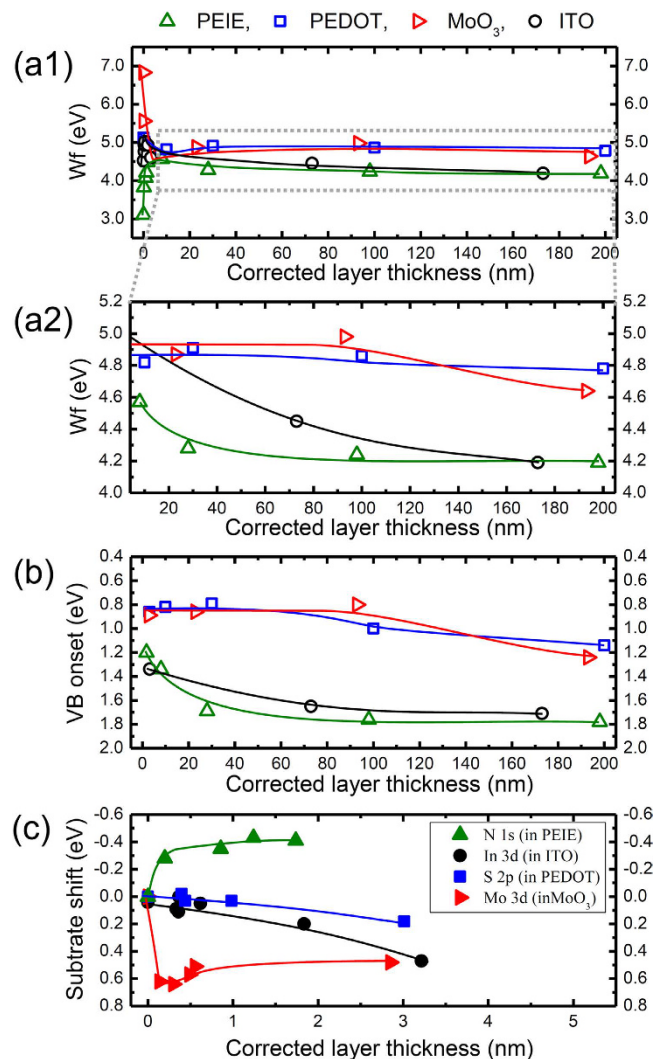 PEIE, PEDOT, MoO3, ITO
(a1)
7.0 7.0
6.0 6.0
5.0 5.0
4.0 4.0
3.0 3.0
Wf (eV)
0 20 40 60 80 100 120 140 160 180 200
Corrected layer thickness (nm)
(a2)
5.2 5.2
5.0 5.0
4.8 4.8
4.6 4.6
4.4 4.4
4.2 4.2
4.0 4.0
Wf (eV)
20 40 60 80 100 120 140 160 180 200
Corrected layer thickness (nm)
(b)
0.4 0.4
0.6 0.6
0.8 0.8
1.0 1.0
1.2 1.2
1.4 1.4
1.6 1.6
1.8 1.8
2.0 2.0
VB onset (eV)
0 20 40 60 80 100 120 140 160 180 200
Corrected layer thickness (nm)
(c)
-0.6 -0.6
-0.4 -0.4
-0.2 -0.2
0.0 0.0
0.2 0.2
0.4 0.4
0.6 0.6
0.8 0.8
Subtrate shift (eV)
N 1s (in PEIE)
In 3d (in ITO)
S 2p (in PEDOT)
Mo 3d (inMoO3)
0 1 2 3 4 5
Corrected layer thickness (nm)